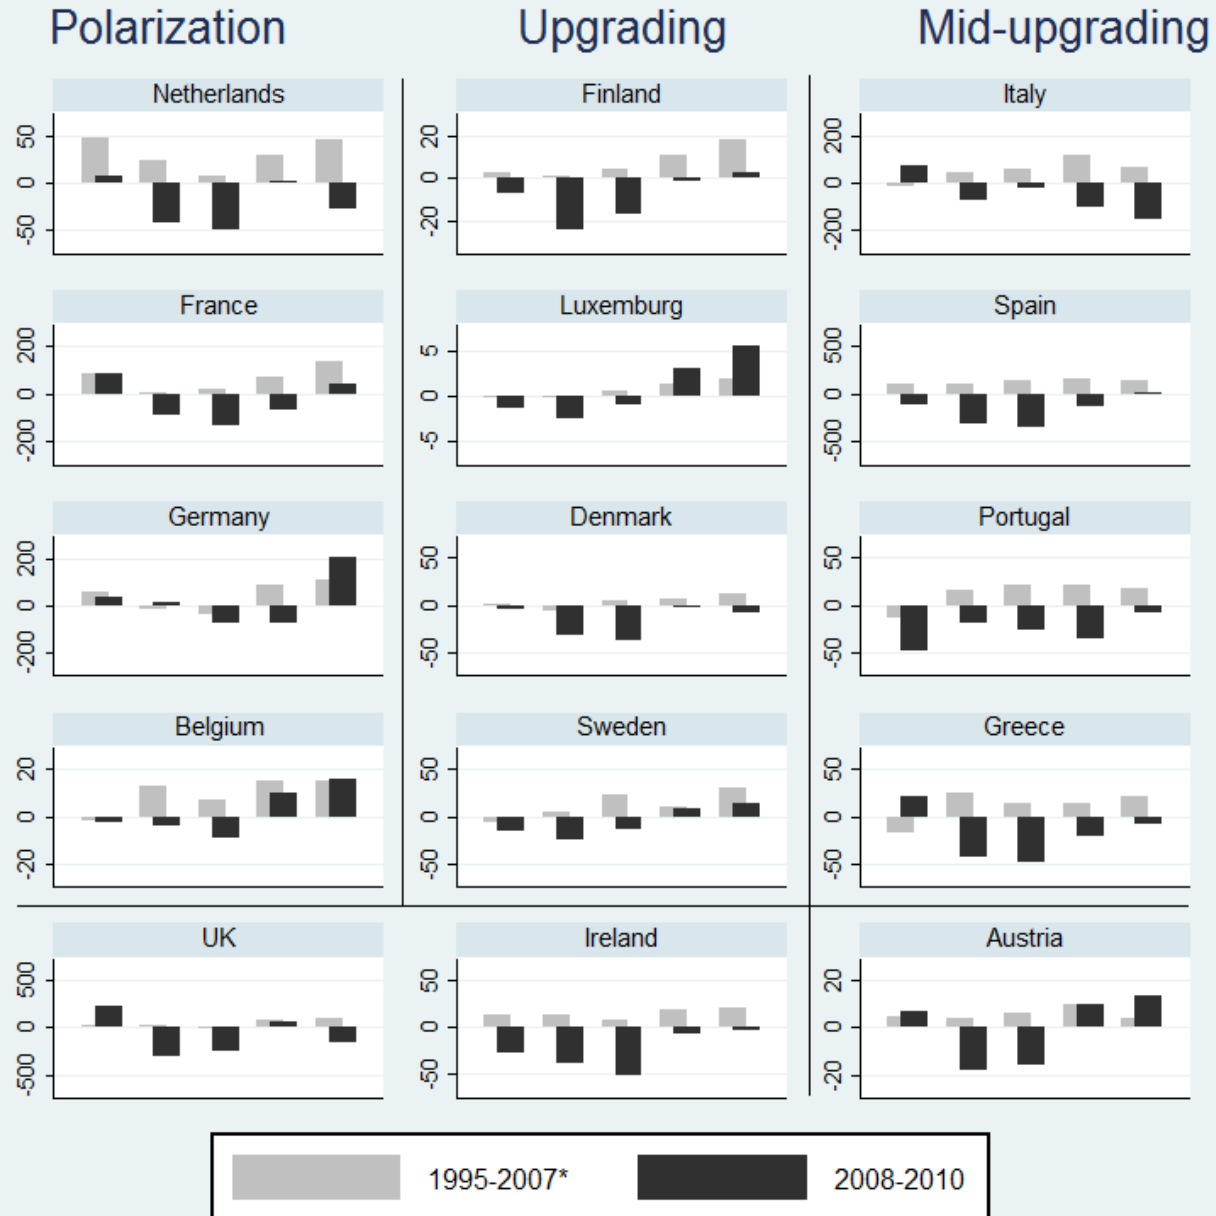 Polarization Upgrading Mid-upgrading
Netherlands Finland Italy
50 0 -50
20 0 -20
200 0 -200
France Luxemburg Spain
200 0 -200
5 0 -5
500 0 -500
Germany Denmark Portugal
200 0 -200
50 0 -50
50 0 -50
Belgium Sweden Greece
20 0 -20
50 0 -50
50 0 -50
UK Ireland Austria
500 0 -500
50 0 -50
20 0 -20
1995-2007* 2008-2010